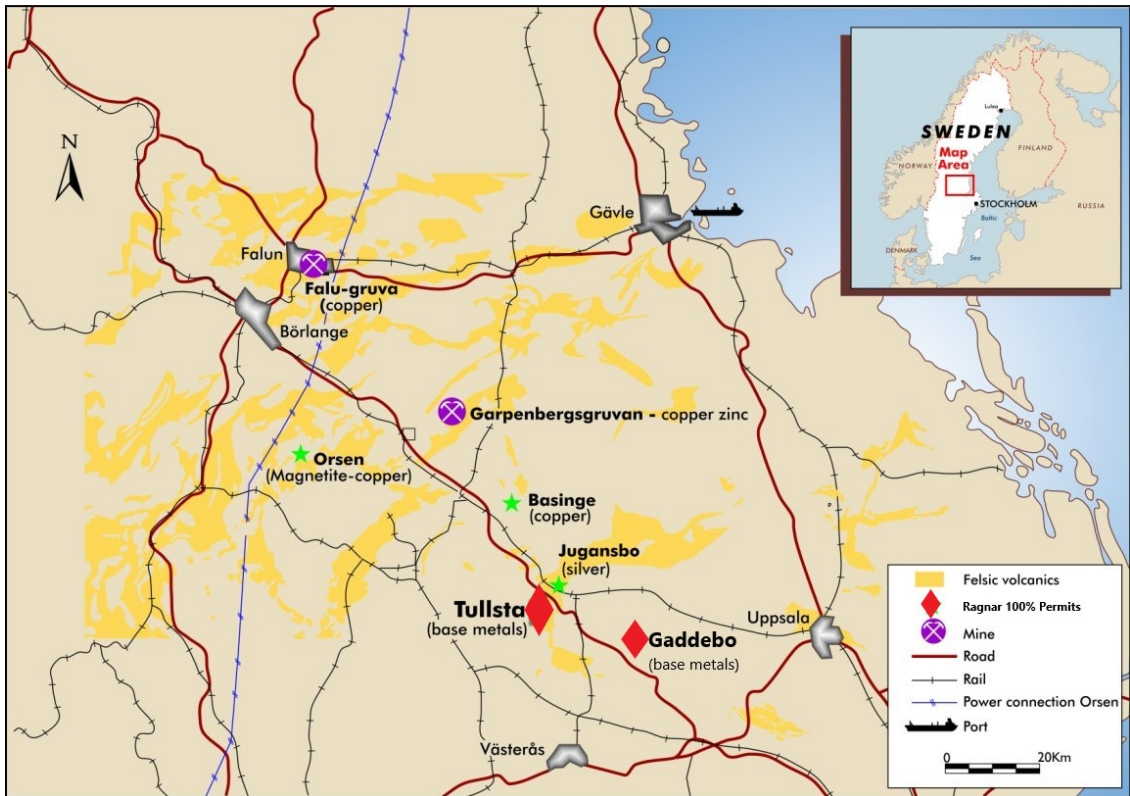 N
Falun
Falu-gruva
(copper)
Börlange
Gävle
Garpenbergsgruvan - copper zinc
Orsen
(Magnetite-copper)
Basinge
(copper)
Jugansbo
(silver)
Tullsta
(base metals)
Gaddebo
(base metals)
Uppsala
Västerås
Lulea
SWEDEN
NORWAY
Map
Area
FINLAND
STOCKHOLM
RUSSIA
Baltic
DENMARK
Sea
Felsic volcanics
Ragnar 100% Permits
Mine
Road
Rail
Power connection Orsen
Port
0 20Km